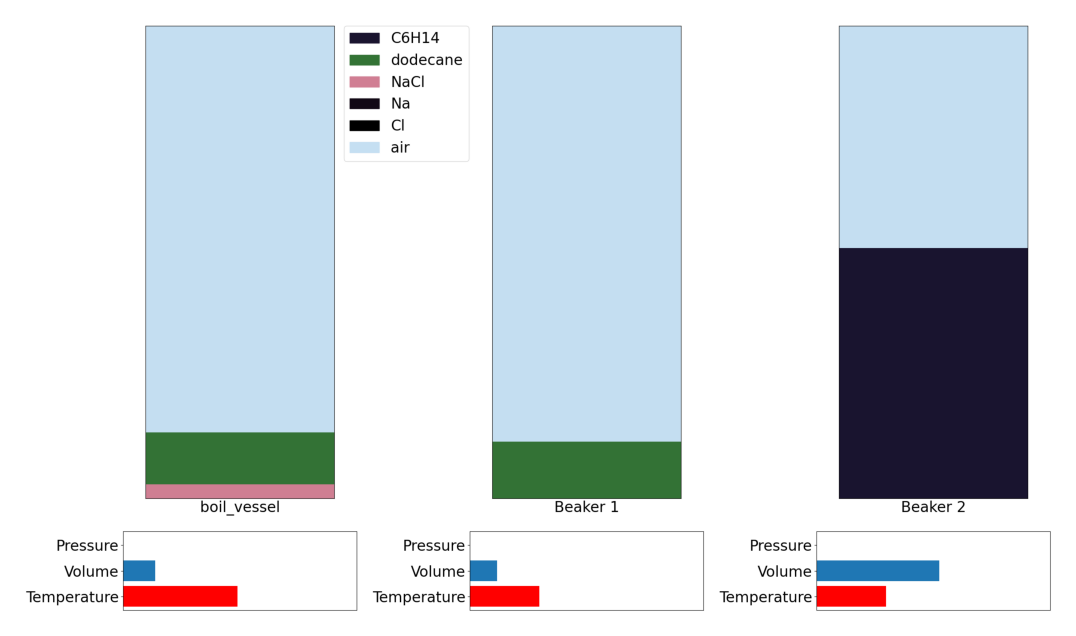 C6H14
dodecane
NaCl
Na
Cl
air
boil_vessel
Beaker 1
Beaker 2
Pressure
Volume
Temperature
Pressure
Volume
Temperature
Pressure
Volume
Temperature